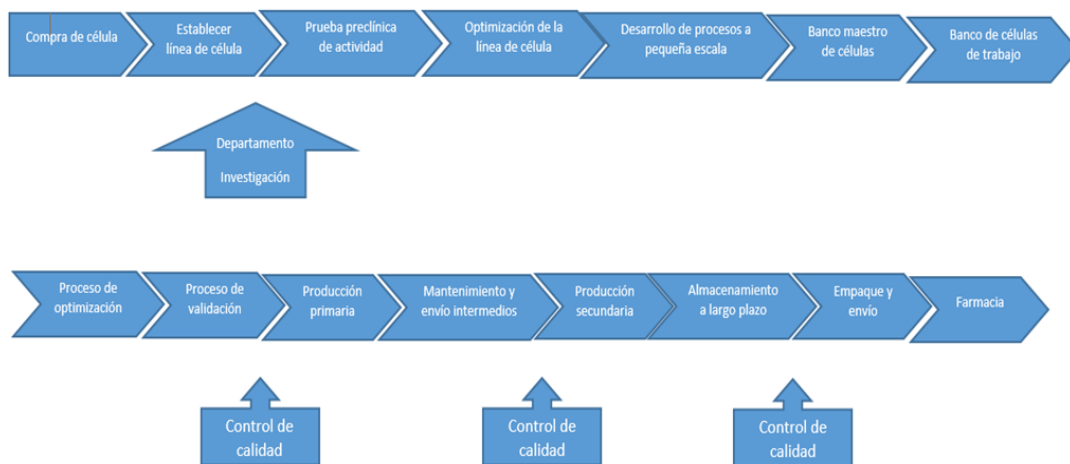 Compra de célula
Establecer
línea de célula
Prueba preclínica
de actividad
Optimización de la
línea de célula
Desarrollo de procesos a
pequeña escala
Banco maestro
de células
Banco de células
de trabajo
Departamento
Investigación
Proceso de
optimización
Proceso de
validación
Producción
primaria
Mantenimiento y
envío intermedios
Producción
secundaria
Almacenamiento
a largo plazo
Empaque y
envío
Farmacia
Control de
calidad
Control de
calidad
Control de
calidad